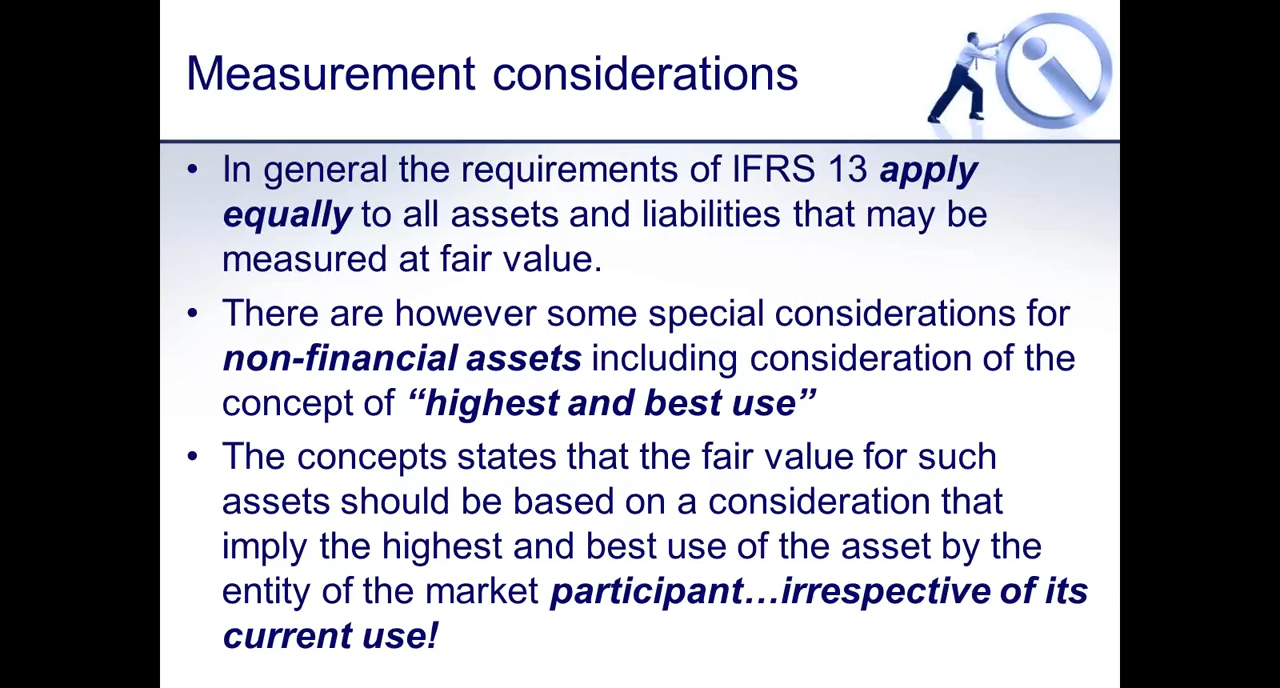 Measurement considerations
• In general the requirements of IFRS 13 apply
equally to all assets and liabilities that may be
measured at fair value.
• There are however some special considerations for
non-financial assets including consideration of the
concept of “highest and best use”
• The concepts states that the fair value for such
assets should be based on a consideration that
imply the highest and best use of the asset by the
entity of the market participant…irrespective of its
current use!